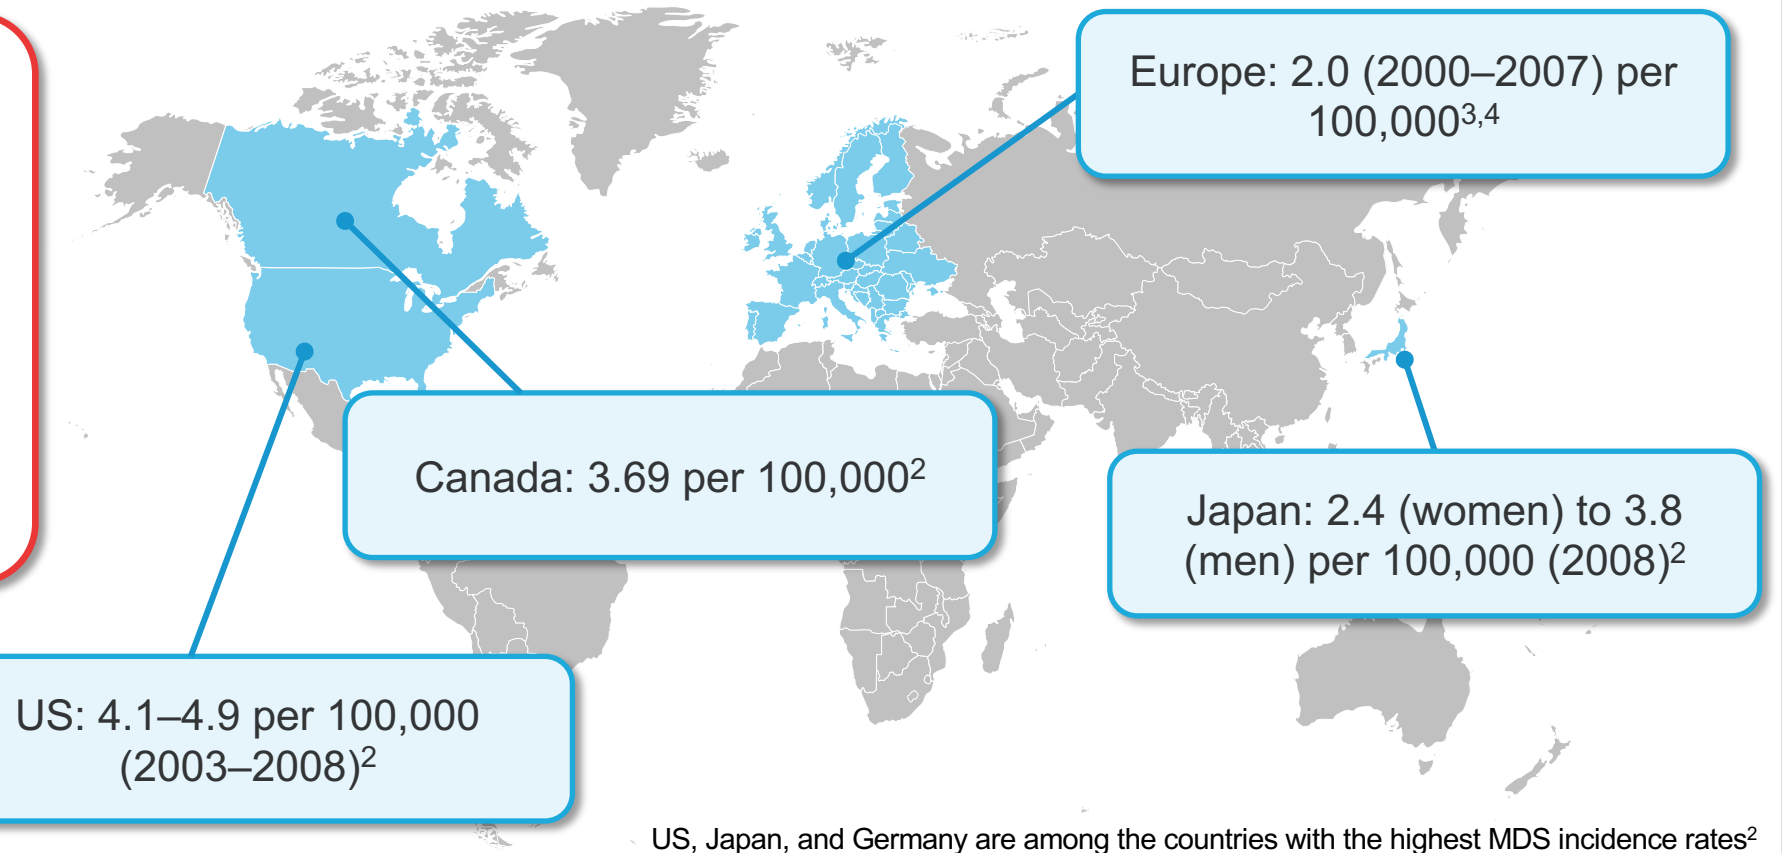 Europe: 2.0 (2000–2007) per
100,000³,⁴
Canada: 3.69 per 100,000²
Japan: 2.4 (women) to 3.8
(men) per 100,000 (2008)²
US: 4.1–4.9 per 100,000
(2003–2008)²
US, Japan, and Germany are among the countries with the highest MDS incidence rates²